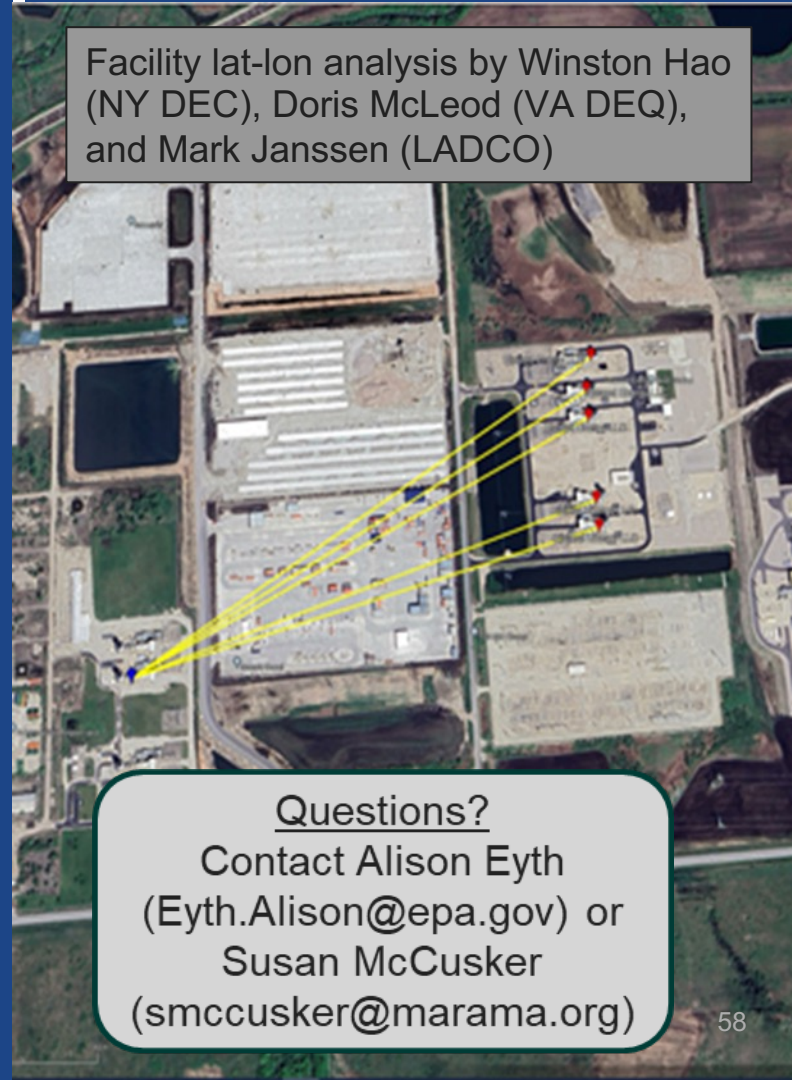 Facility lat-lon analysis by Winston Hao
(NY DEC), Doris McLeod (VA DEQ),
and Mark Janssen (LADCO)
Questions?
Contact Alison Eyth
(Eyth.Alison@epa.gov) or
Susan McCusker
(smccusker@marama.org)
58